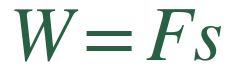 W = Fs